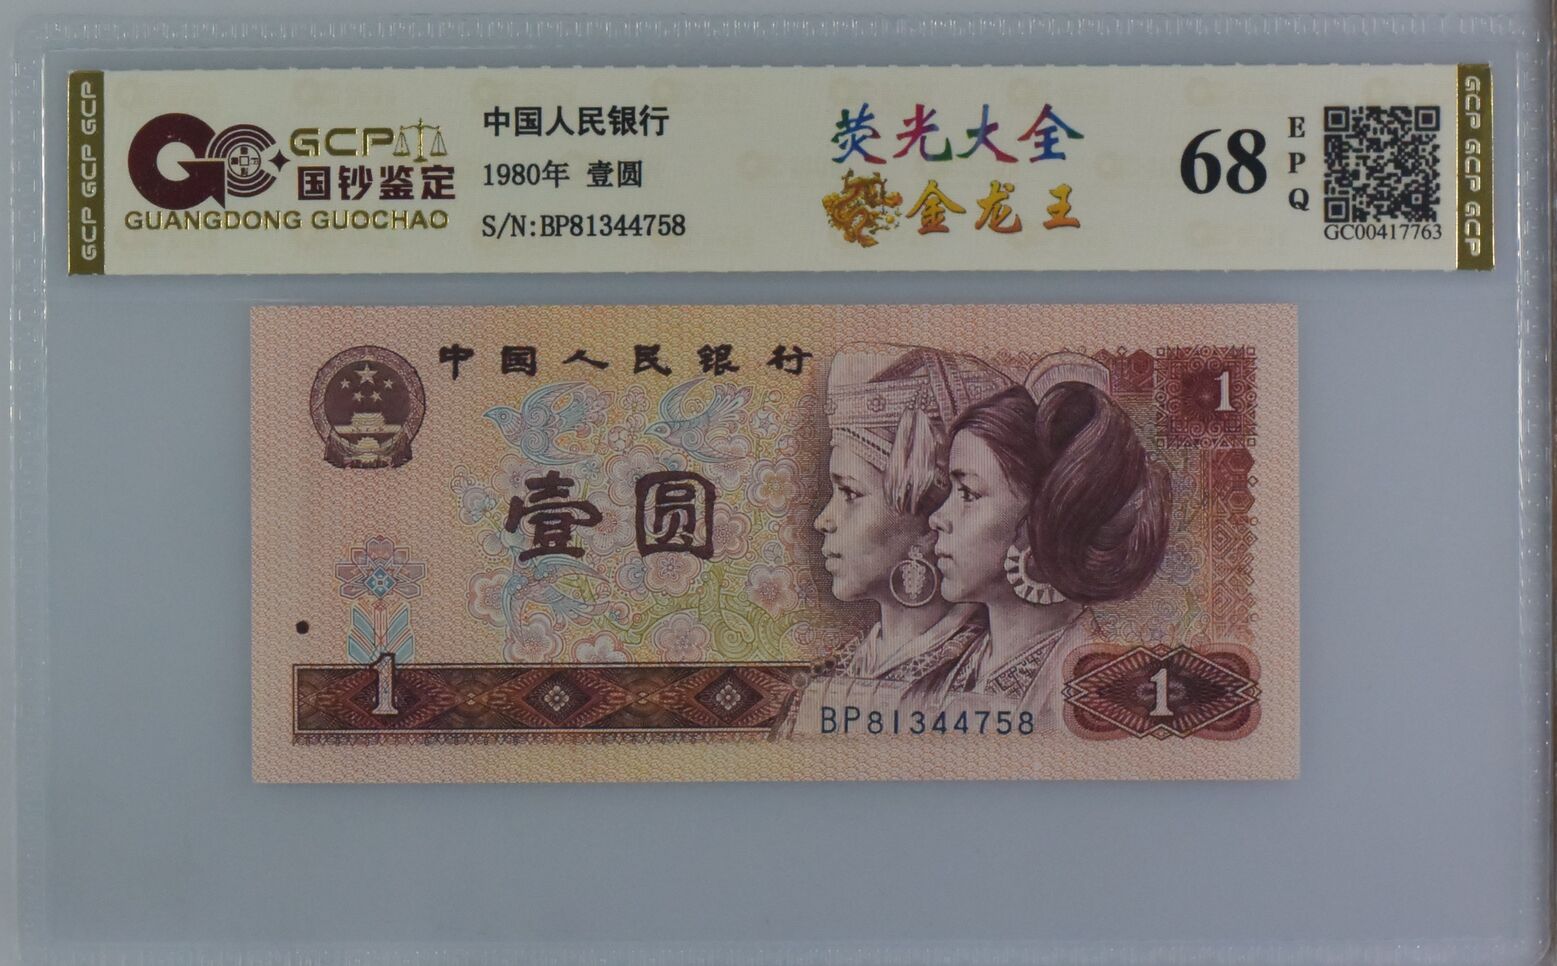 GCP GCP GCP
GCP
国钞鉴定
GUANGDONG GUOCHAO
中国人民银行
1980年 壹圆
S/N:BP81344758
荧光大全
金龙王
68
EPQ
GC00417763
GCP GCP GCP
中国人民银行
1
壹圆
1
BP81344758
1